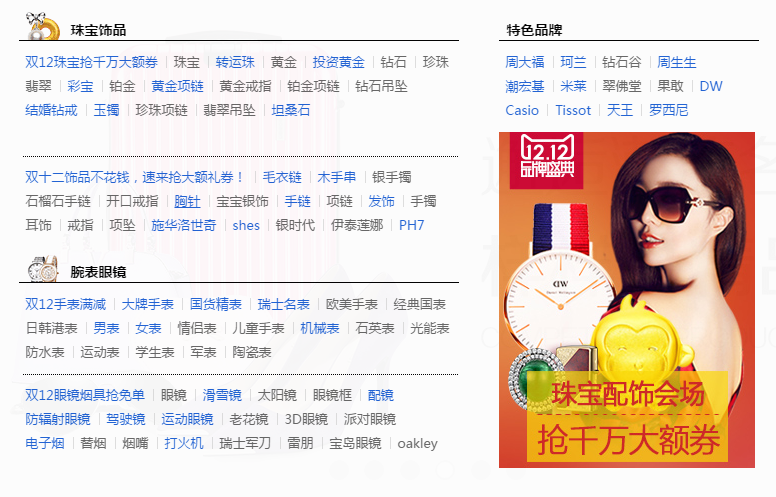 珠宝饰品
双12珠宝抢千万大额券 珠宝 转运珠 黄金 投资黄金 钻石 珍珠
翡翠 彩宝 铂金 黄金项链 黄金戒指 铂金项链 钻石吊坠
结婚钻戒 玉镯 珍珠项链 翡翠吊坠 坦桑石
双十二饰品不花钱，速来抢大额礼券！ 毛衣链 木手串 银手镯
石榴石手链 开口戒指 胸针 宝宝银饰 手链 项链 发饰 手镯
耳饰 戒指 项坠 施华洛世奇 shes 银时代 伊泰莲娜 PH7
腕表眼镜
双12手表满减 大牌手表 国货精表 瑞士名表 欧美手表 经典国表
日韩港表 男表 女表 情侣表 儿童手表 机械表 石英表 光能表
防水表 运动表 学生表 军表 陶瓷表
双12眼镜烟具抢免单 眼镜 滑雪镜 太阳镜 眼镜框 配镜
防辐射眼镜 驾驶镜 运动眼镜 老花镜 3D眼镜 派对眼镜
电子烟 替烟 烟嘴 打火机 瑞士军刀 雷朋 宝岛眼镜 oakley
特色品牌
周大福 珂兰 钻石谷 周生生
潮宏基 米莱 翠佛堂 果敢 DW
Casio Tissot 天王 罗西尼
12.12
品牌盛典
DW
珠宝配饰会场
抢千万大额券